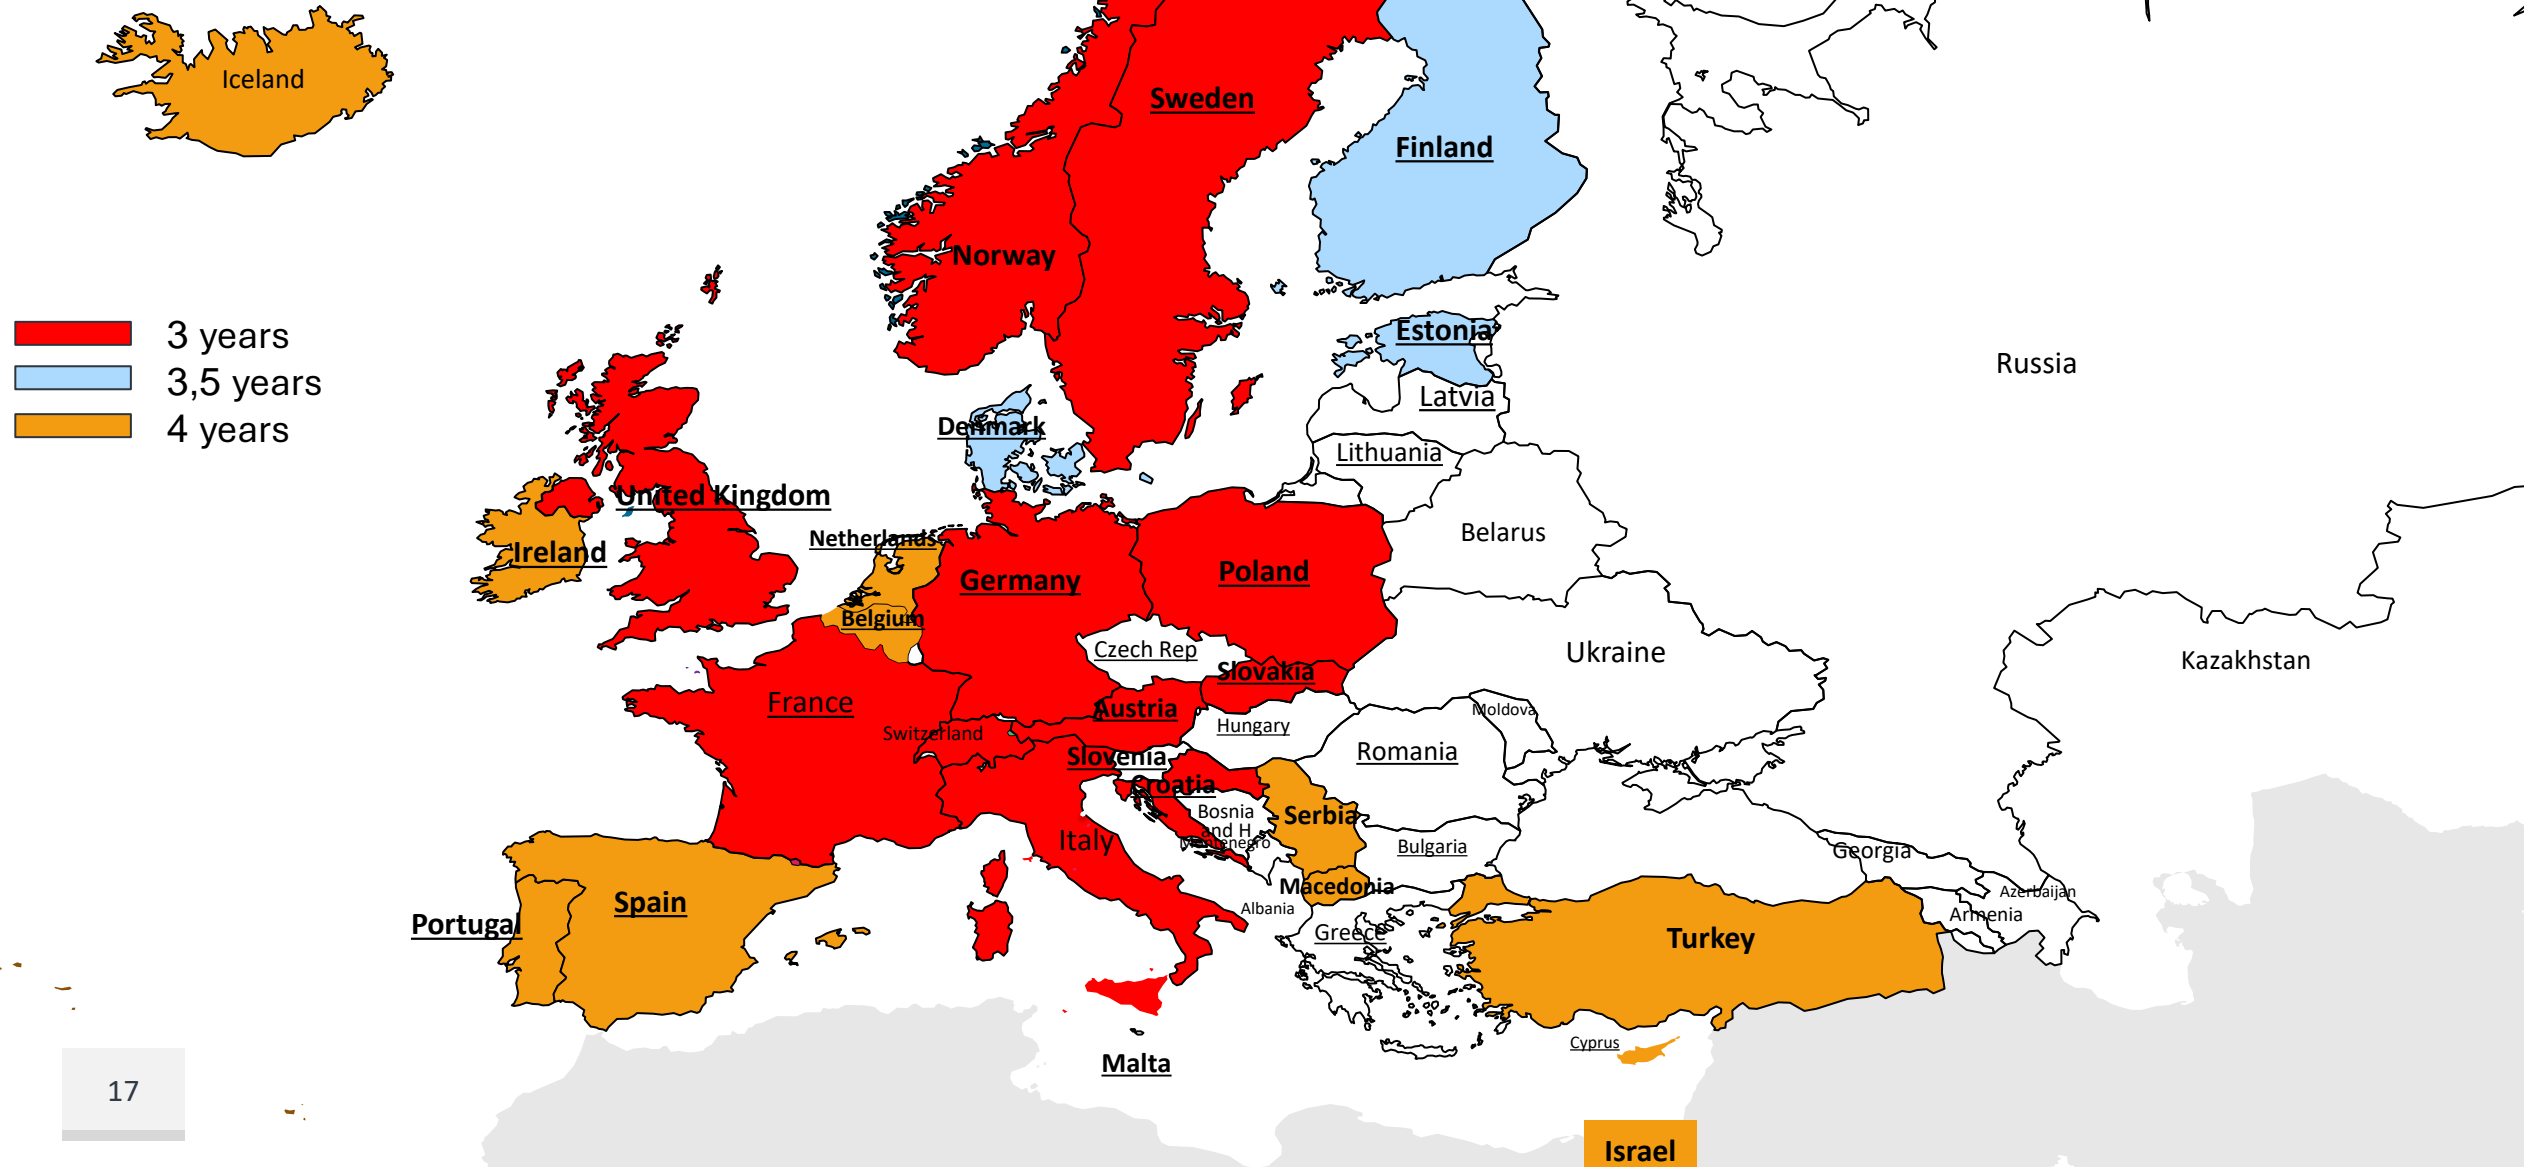 Iceland
Sweden
Finland
Norway
3 years
3,5 years
4 years
Estonia
Russia
Latvia
Denmark
Lithuania
United Kingdom
Belarus
Netherlands
Ireland
Germany
Poland
Belgium
Czech Rep
Ukraine
Kazakhstan
Slovakia
France
Austria
Moldova
Hungary
Switzerland
Romania
Slovenia
Croatia
Bosnia
and H
Montenegro
Serbia
Italy
Bulgaria
Georgia
Macedonia
Azerbaijan
Spain
Albania
Armenia
Portugal
Greece
Turkey
Cyprus
Malta
17
Israel